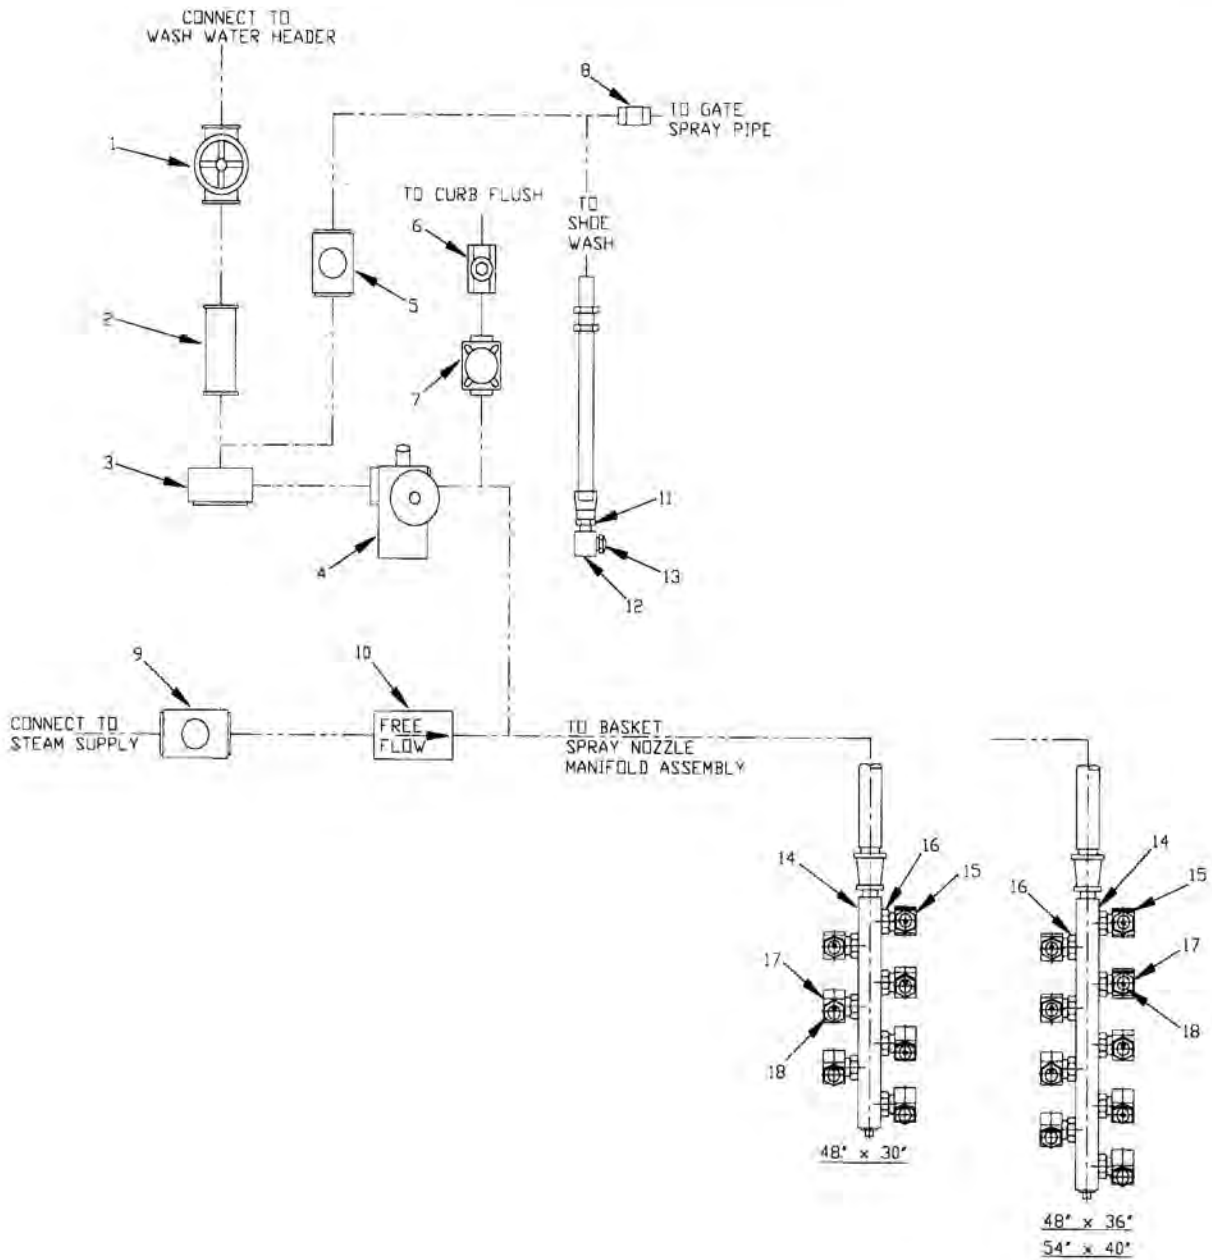 CONNECT TO
WASH WATER HEADER
8
TO GATE
SPRAY PIPE
1
TO CURB FLUSH
TO
SHOE
WASH
6
5
2
7
3
4
11
13
12
9
10
CONNECT TO
STEAM SUPPLY
FREE
FLOW
TO BASKET
SPRAY NOZZLE
MANIFOLD ASSEMBLY
14
16
15
17
18
48" × 30"
14
16
15
17
18
48" × 36"
54" × 40"